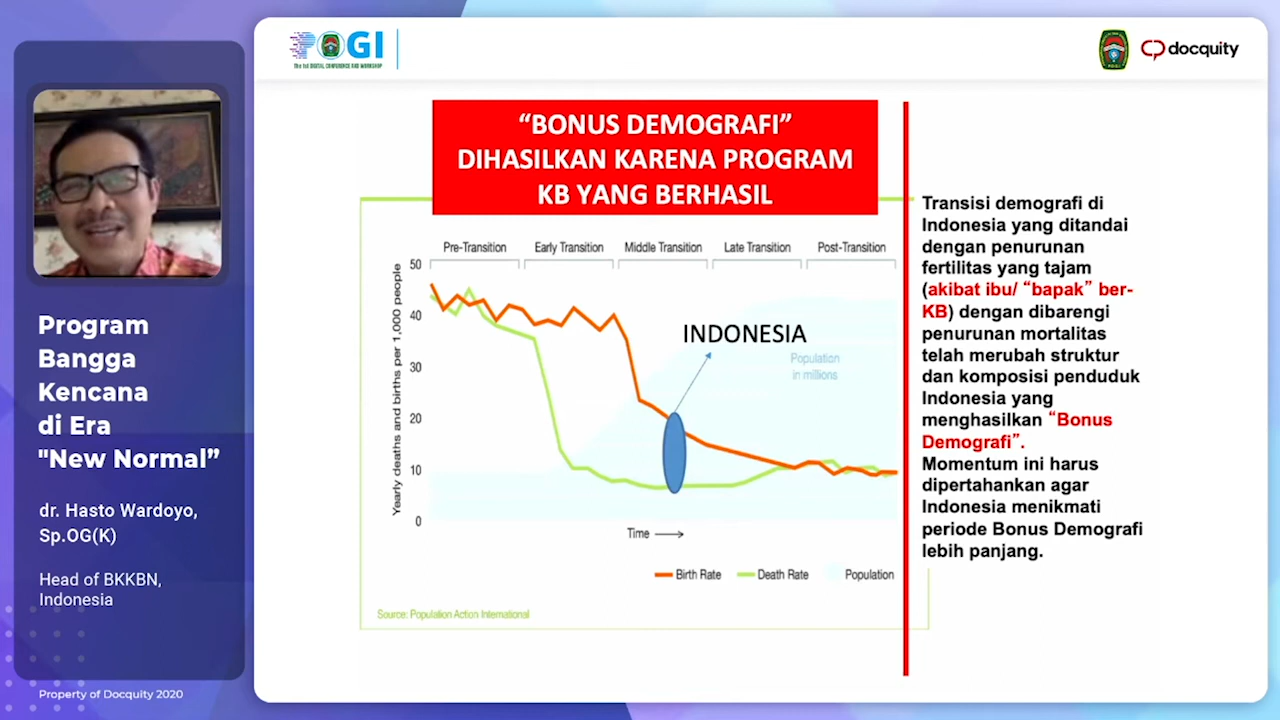 POGI
The 1st DIGITAL CONFERENCE AND WORKSHOP
docquity
“BONUS DEMOGRAFI”
DIHASILKAN KARENA PROGRAM
KB YANG BERHASIL
Program
Bangga
Kencana
di Era
"New Normal”
dr. Hasto Wardoyo,
Sp.OG(K)
Head of BKKBN,
Indonesia
Property of Docquity 2020
Pre-Transition
Early Transition
Middle Transition
Late Transition
Post-Transition
Yearly deaths and births per 1,000 people
50
40
30
20
10
0
INDONESIA
Population
in millions
Time
Birth Rate
Death Rate
Population
Source: Population Action International
Transisi demografi di
Indonesia yang ditandai
dengan penurunan
fertilitas yang tajam
(akibat ibu/ “bapak” ber-
KB) dengan dibarengi
penurunan mortalitas
telah merubah struktur
dan komposisi penduduk
Indonesia yang
menghasilkan “Bonus
Demografi”.
Momentum ini harus
dipertahankan agar
Indonesia menikmati
periode Bonus Demografi
lebih panjang.